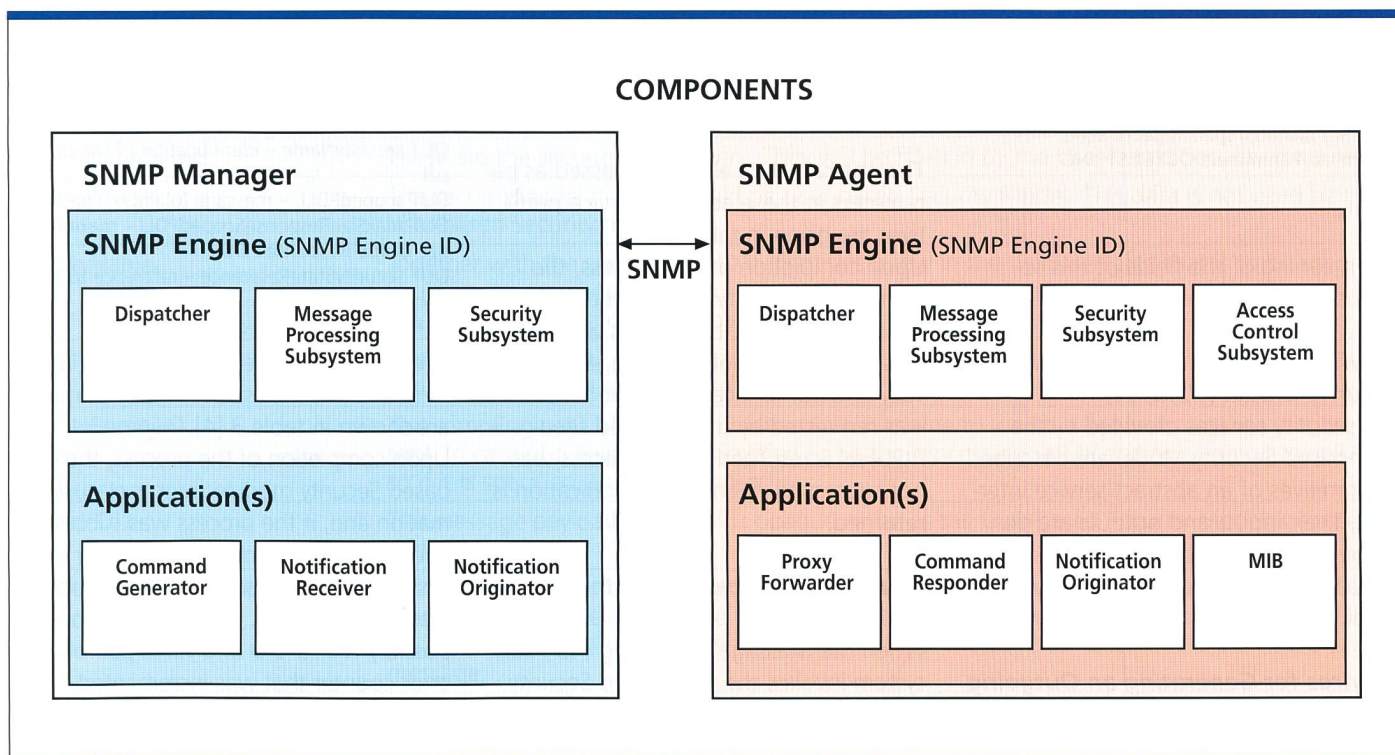 COMPONENTS
SNMP Manager
SNMP Engine (SNMP Engine ID)
Dispatcher
Message
Processing
Subsystem
Security
Subsystem
Application(s)
Command
Generator
Notification
Receiver
Notification
Originator
SNMP
SNMP Agent
SNMP Engine (SNMP Engine ID)
Dispatcher
Message
Processing
Subsystem
Security
Subsystem
Access
Control
Subsystem
Application(s)
Proxy
Forwarder
Command
Responder
Notification
Originator
MIB